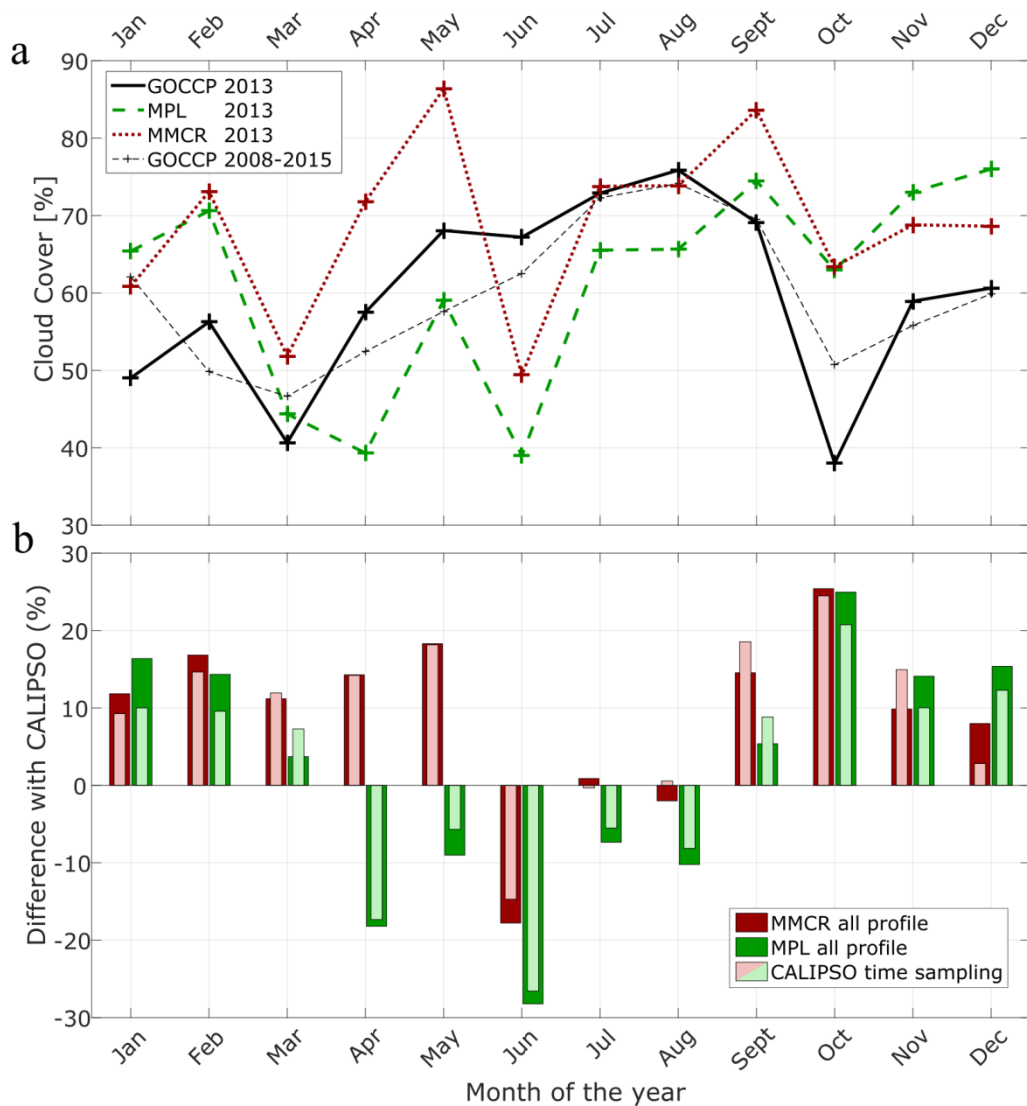 Jan Feb Mar Apr May Jun Jul Aug Sept Oct Nov Dec
a
90
80
70
60
50
40
30
Cloud Cover [%]
GOCCP 2013
MPL 2013
MMCR 2013
GOCCP 2008-2015
b
30
20
10
0
-10
-20
-30
Difference with CALIPSO (%)
MMCR all profile
MPL all profile
CALIPSO time sampling
Jan Feb Mar Apr May Jun Jul Aug Sept Oct Nov Dec
Month of the year